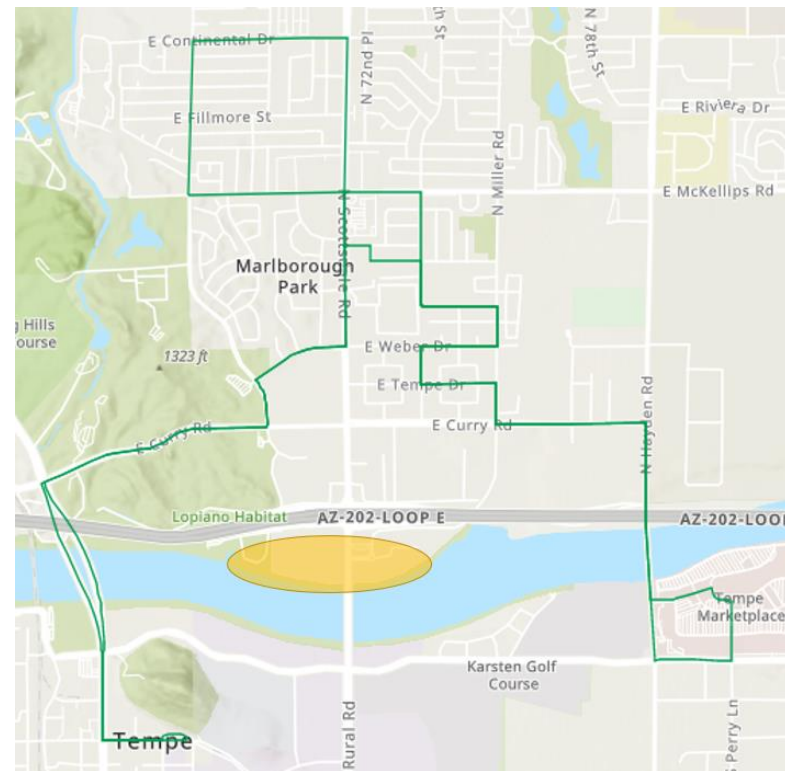 E Continental Dr
N 72nd Pl
th St
N 78th St
E Fillmore St
E Riviera Dr
N Miller Rd
E McKellips Rd
N Scottsdale Rd
Marlborough
Park
g Hills
ourse
1323 ft
E Weber Dr
E Tempe Dr
E Curry Rd
E Curry Rd
N Hayden Rd
Lopiano Habitat
AZ-202-LOOP E
AZ-202-LOOP
Tempe
Marketplace
Karsten Golf
Course
Tempe
Rural Rd
S Perry Ln